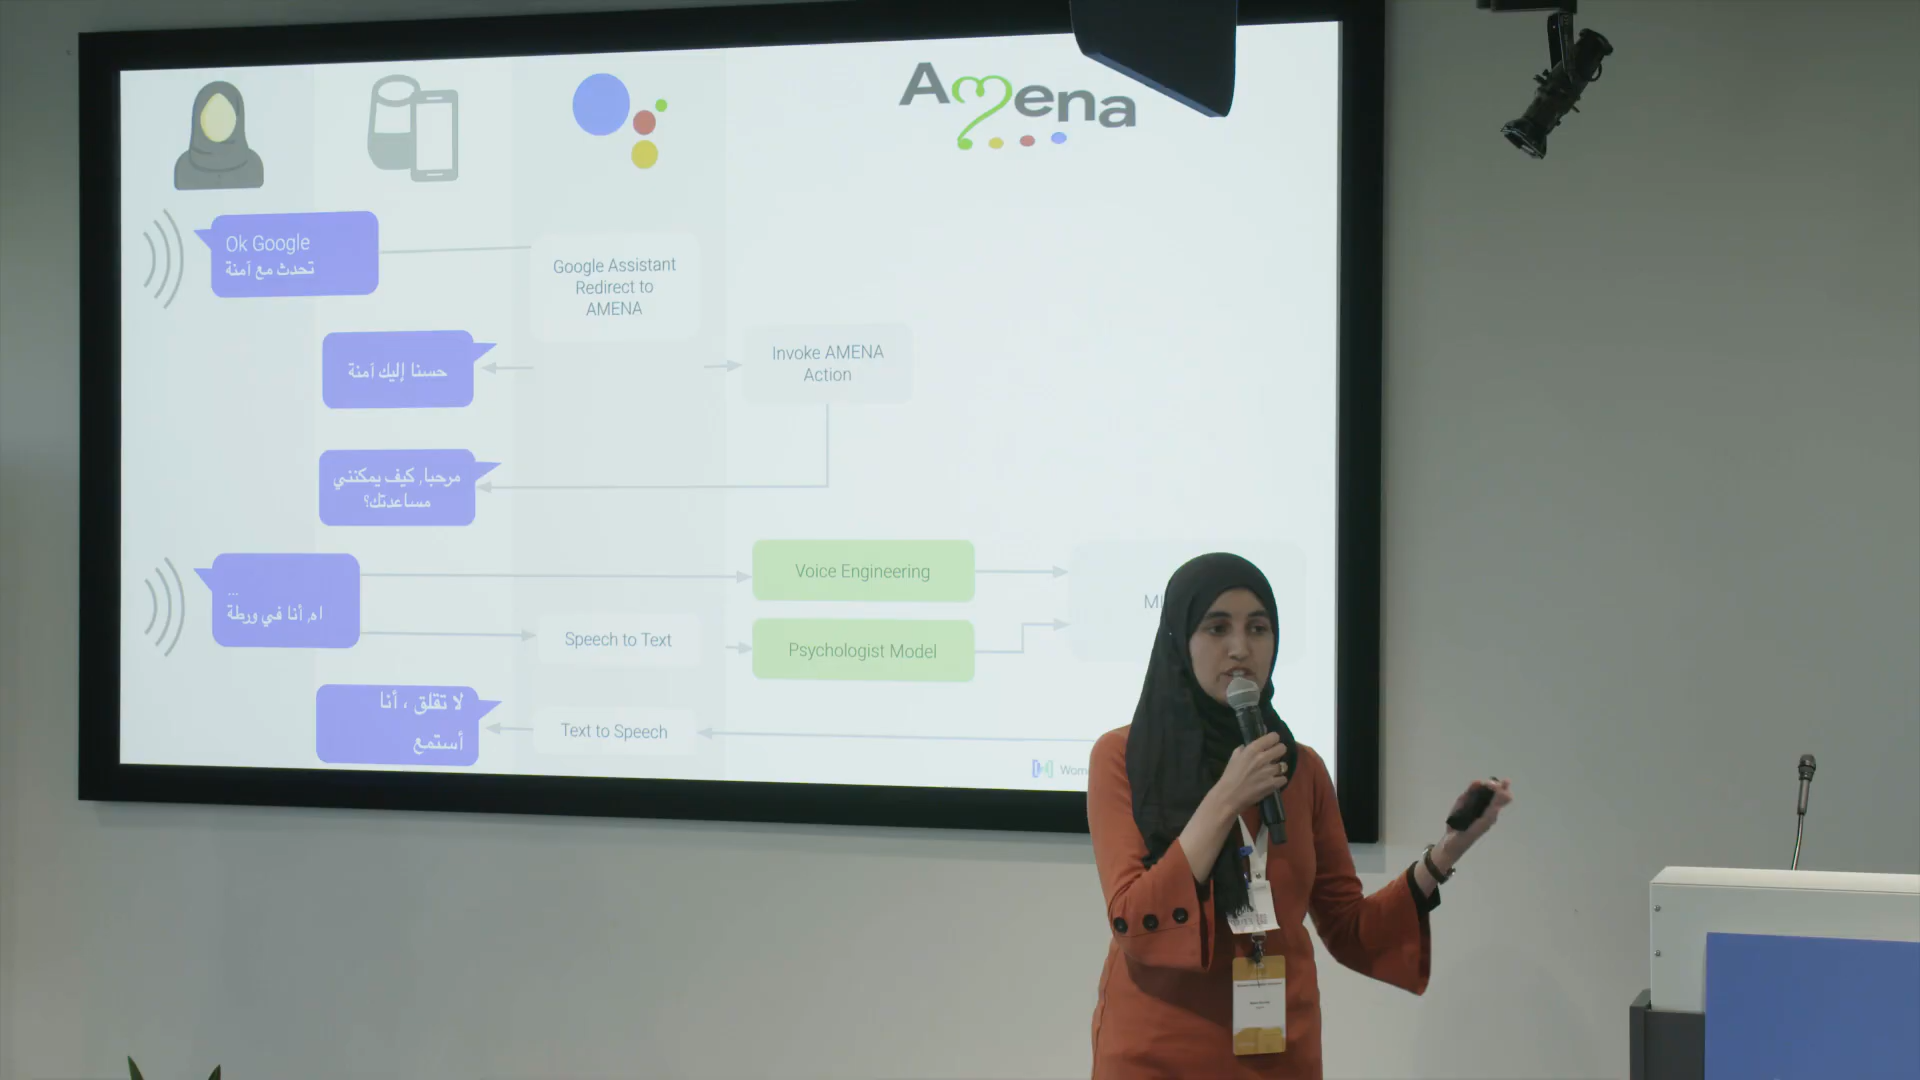 Amena
Ok Google
تحدث مع آمنة
Google Assistant
Redirect to
AMENA
حسنا إليك آمنة
Invoke AMENA
Action
مرحبا, كيف يمكنني
مساعدتك؟
...
اه, أنا في ورطة
Voice Engineering
Speech to Text
Psychologist Model
لا تقلق ، أنا
أستمع
Text to Speech